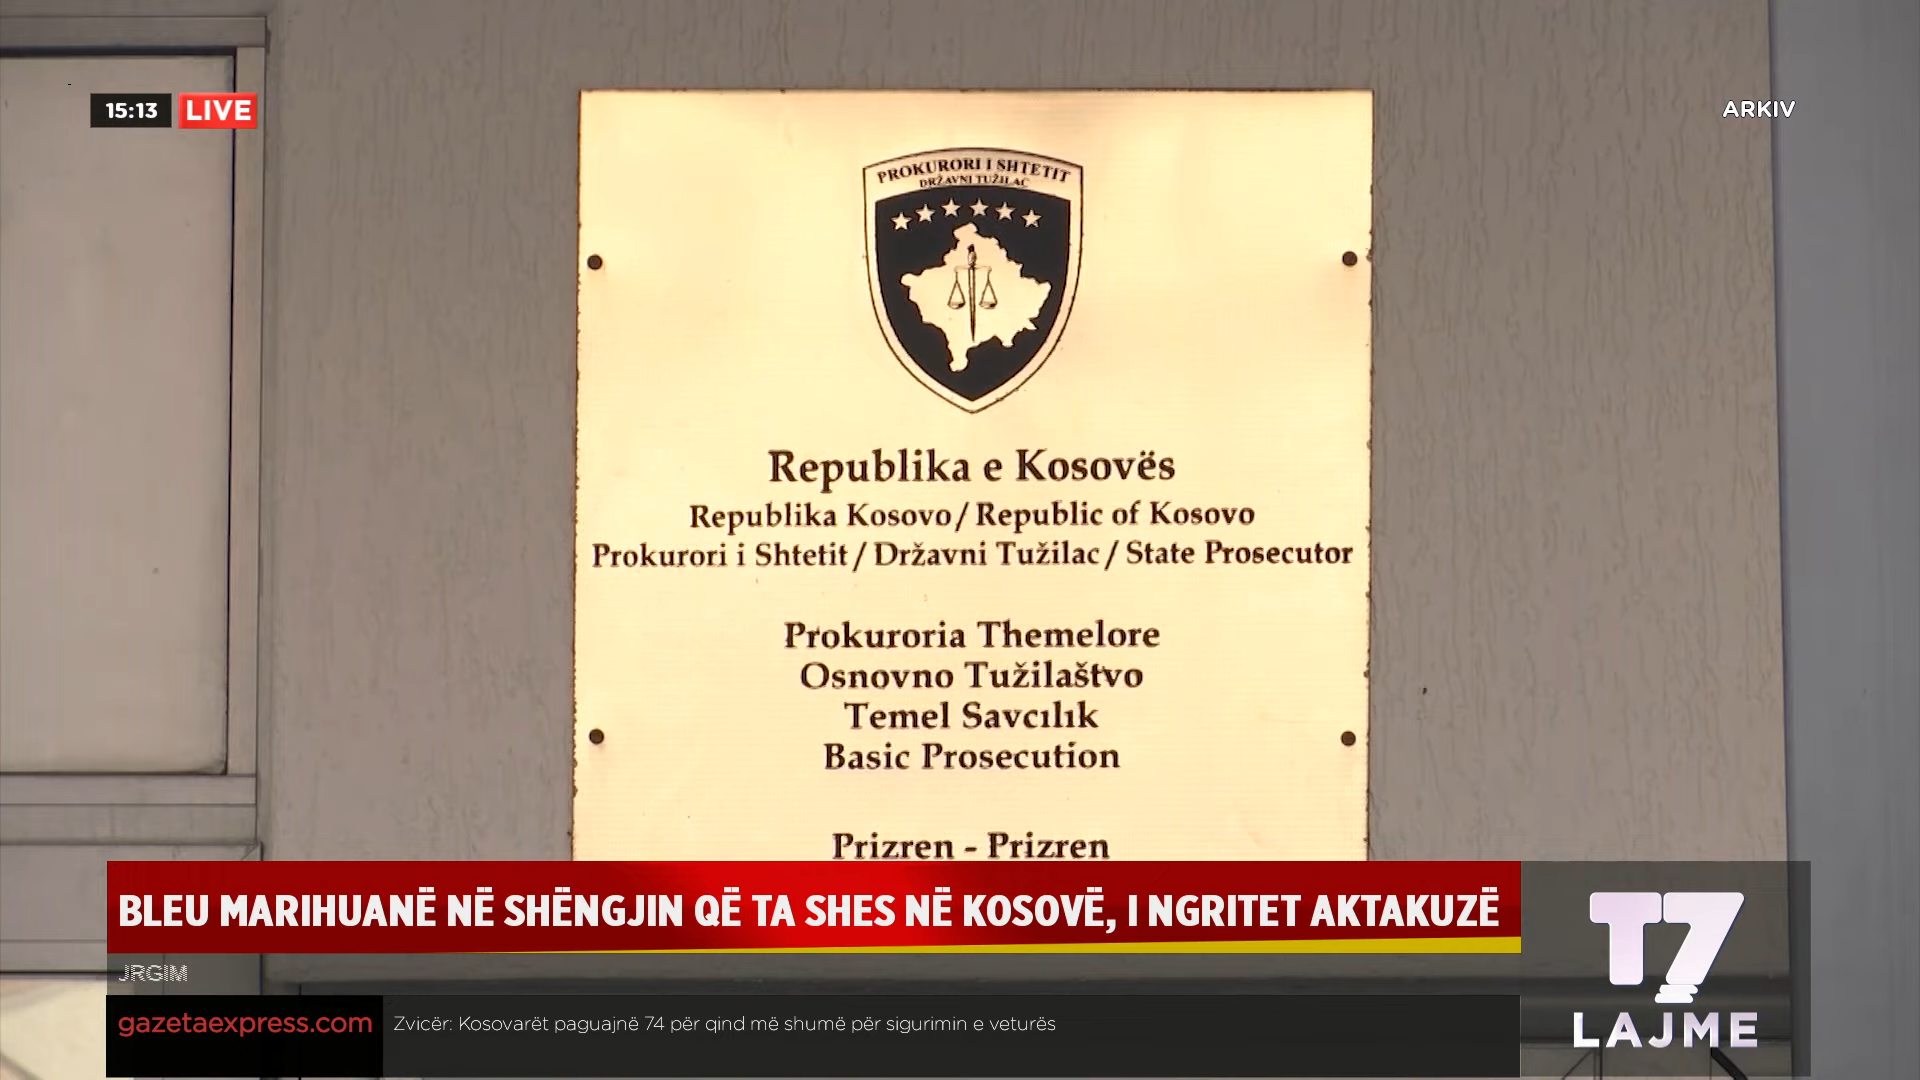 15:13 LIVE
ARKIV
PROKURORI I SHTETIT
DRŽAVNI TUŽILAC
Republika e Kosovës
Republika Kosovo / Republic of Kosovo
Prokurori i Shtetit / Državni Tužilac / State Prosecutor
Prokuroria Themelore
Osnovno Tužilaštvo
Temel Savcılık
Basic Prosecution
Prizren - Prizren
BLEU MARIHUANË NË SHËNGJIN QË TA SHES NË KOSOVË, I NGRITET AKTAKUZË
T7
LAJME
gazetaexpress.com
Zvicër: Kosovarët paguajnë 74 për qind më shumë për sigurimin e veturës